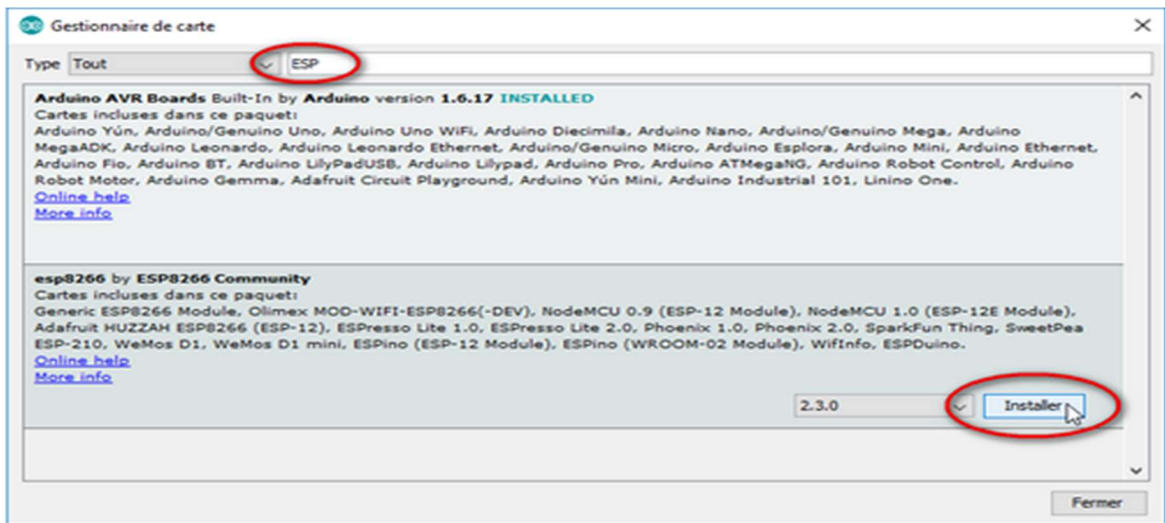 Gestionnaire de carte
Type Tout ESP
Arduino AVR Boards Built-In by Arduino version 1.6.17 INSTALLED
Cartes incluses dans ce paquet:
Arduino Yún, Arduino/Genuino Uno, Arduino Uno WiFi, Arduino Diecimila, Arduino Nano, Arduino/Genuino Mega, Arduino
MegaADK, Arduino Leonardo, Arduino Leonardo Ethernet, Arduino/Genuino Micro, Arduino Esplora, Arduino Mini, Arduino Ethernet,
Arduino Fio, Arduino BT, Arduino LilyPadUSB, Arduino Lilypad, Arduino Pro, Arduino ATMegaNG, Arduino Robot Control, Arduino
Robot Motor, Arduino Gemma, Adafruit Circuit Playground, Arduino Yún Mini, Arduino Industrial 101, Linino One.
Online help
More info
esp8266 by ESP8266 Community
Cartes incluses dans ce paquet:
Generic ESP8266 Module, Olimex MOD-WIFI-ESP8266(-DEV), NodeMCU 0.9 (ESP-12 Module), NodeMCU 1.0 (ESP-12E Module),
Adafruit HUZZAH ESP8266 (ESP-12), ESPresso Lite 1.0, ESPresso Lite 2.0, Phoenix 1.0, Phoenix 2.0, SparkFun Thing, SweetPea
ESP-210, WeMos D1, WeMos D1 mini, ESPino (ESP-12 Module), ESPino (WROOM-02 Module), WifInfo, ESPDuino.
Online help
More info
2.3.0 Installer
Fermer